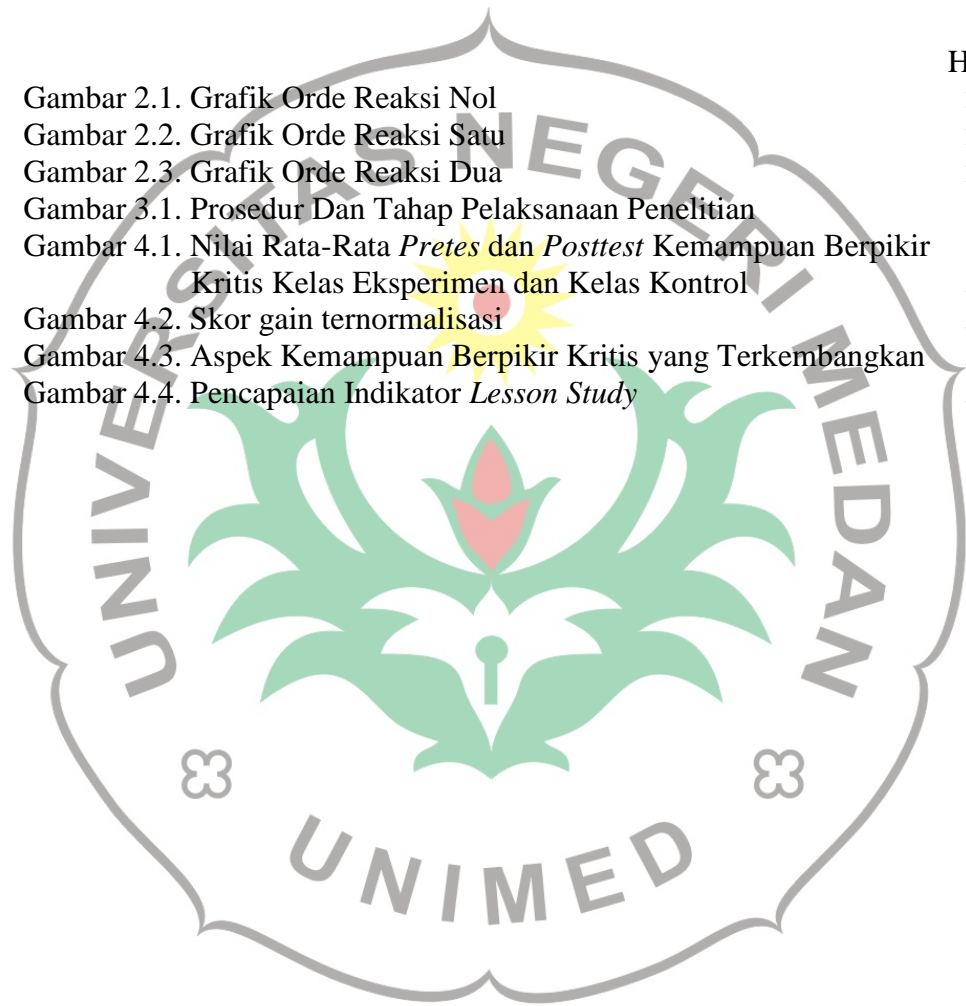 H
Gambar 2.1. Grafik Orde Reaksi Nol
Gambar 2.2. Grafik Orde Reaksi Satu
Gambar 2.3. Grafik Orde Reaksi Dua
Gambar 3.1. Prosedur Dan Tahap Pelaksanaan Penelitian
Gambar 4.1. Nilai Rata-Rata Pretes dan Posttest Kemampuan Berpikir
Kritis Kelas Eksperimen dan Kelas Kontrol
Gambar 4.2. Skor gain ternormalisasi
Gambar 4.3. Aspek Kemampuan Berpikir Kritis yang Terkembangkan
Gambar 4.4. Pencapaian Indikator Lesson Study
UNIVERSITAS NEGERI MEDAN
UNIMED